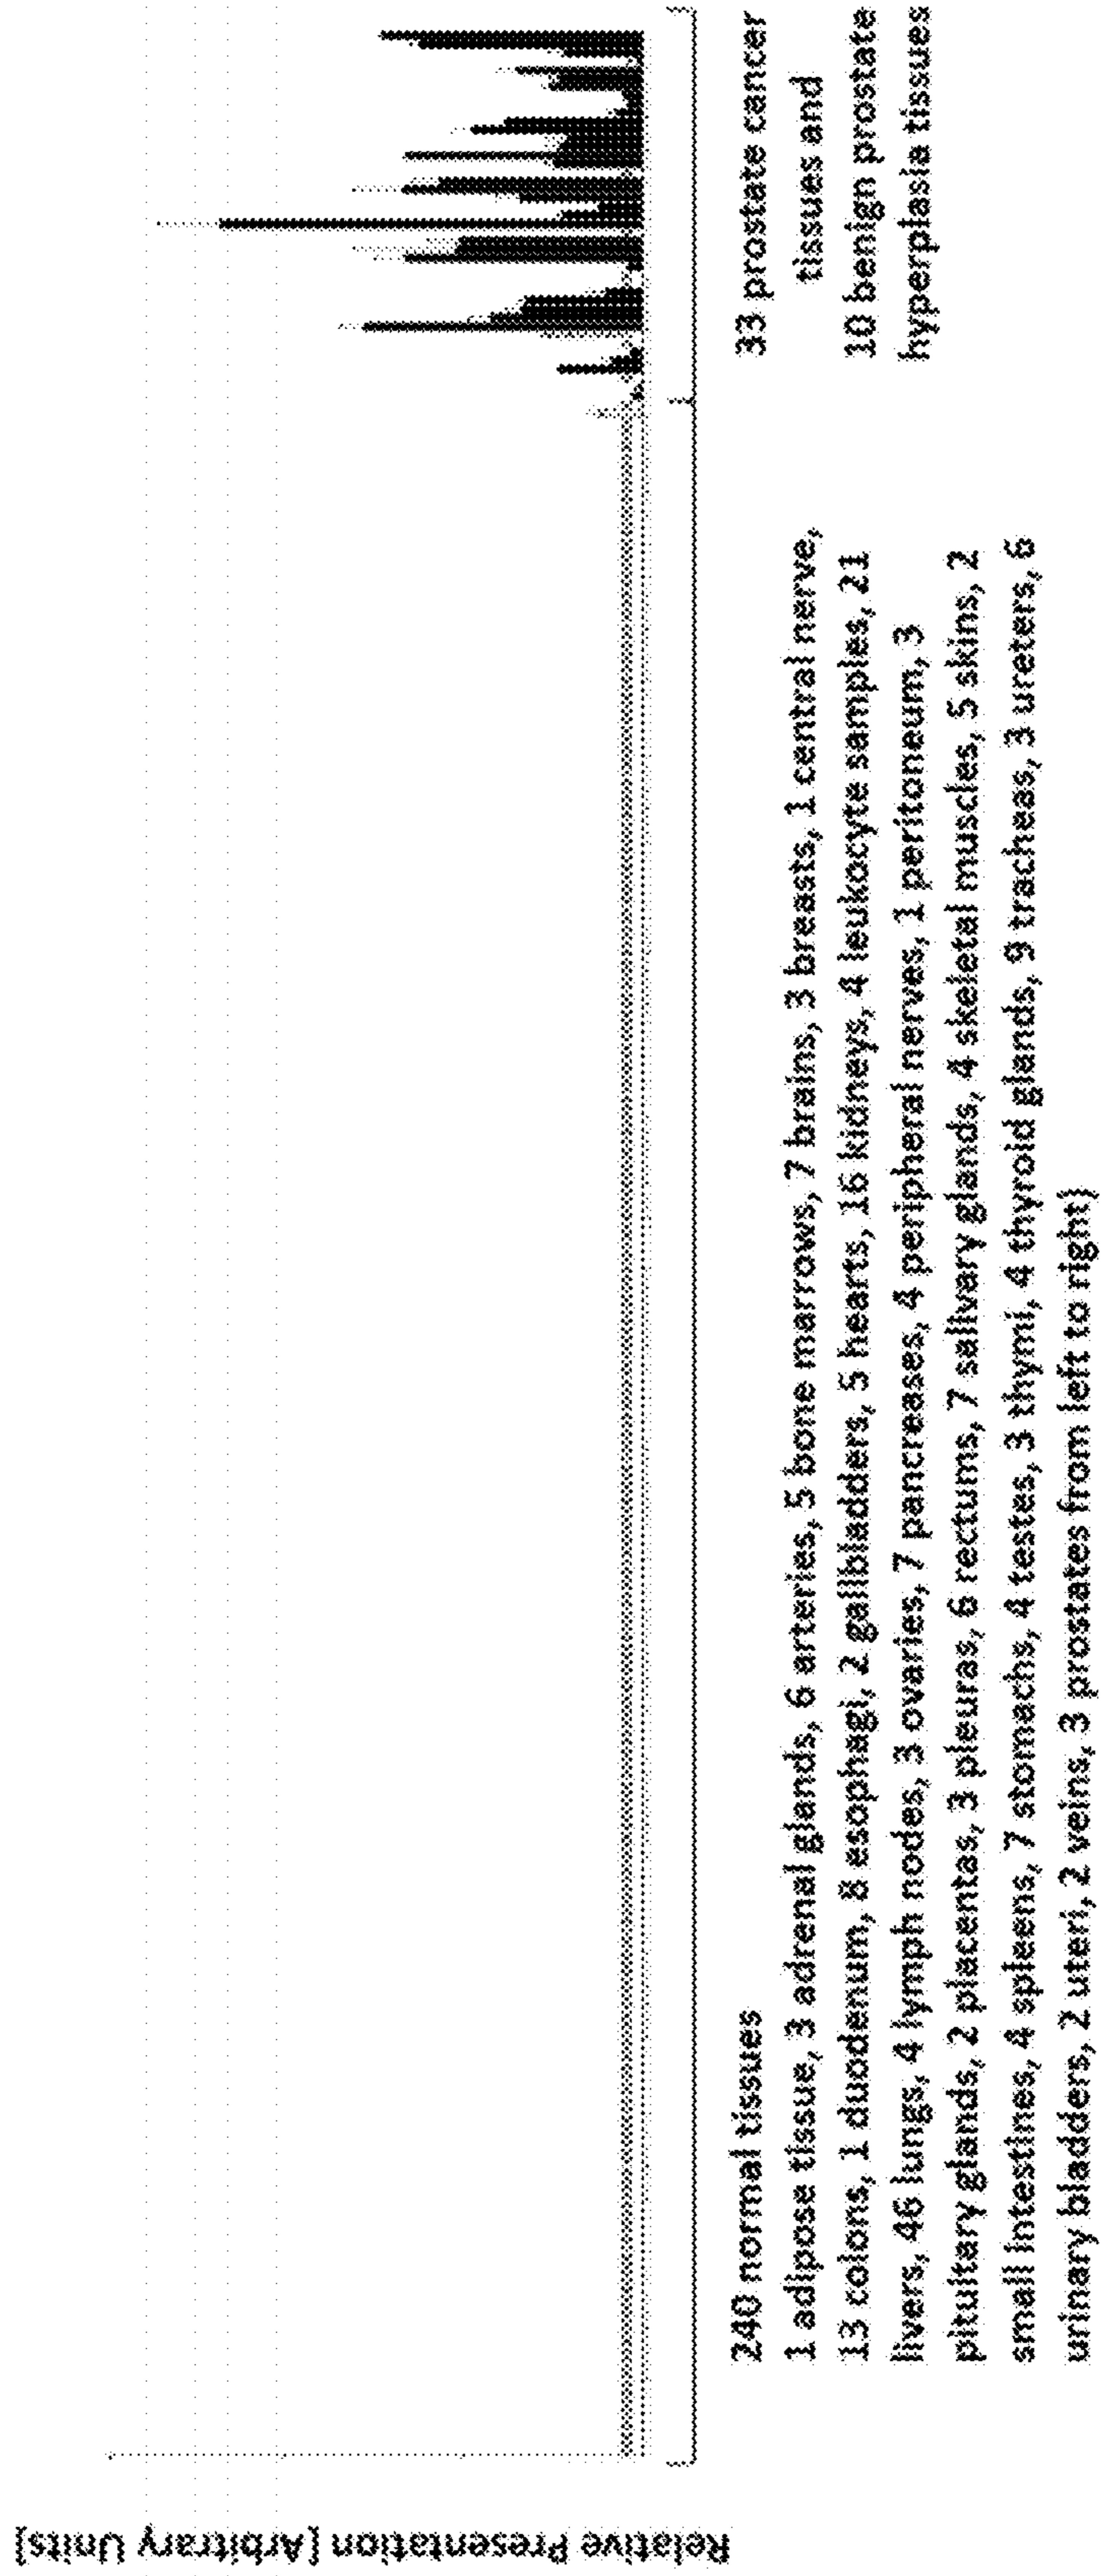 Relative Presentation [Arbitrary Units]
240 normal tissues
1 adipose tissue, 3 adrenal glands, 6 arteries, 5 bone marrows, 7 brains, 3 breasts, 1 central nerve,
13 colons, 1 duodenum, 8 esophagi, 2 gallbladders, 5 hearts, 16 kidneys, 4 leukocyte samples, 21
livers, 46 lungs, 4 lymph nodes, 3 ovaries, 7 pancreases, 4 peripheral nerves, 1 peritoneum, 3
pituitary glands, 2 placentas, 3 pleuras, 6 rectums, 7 salivary glands, 4 skeletal muscles, 5 skins, 2
small intestines, 4 spleens, 7 stomachs, 4 testes, 3 thymi, 4 thyroid glands, 9 tracheas, 3 ureters, 6
urinary bladders, 2 uteri, 2 veins, 3 prostates from left to right)
33 prostate cancer
tissues and
10 benign prostate
hyperplasia tissues